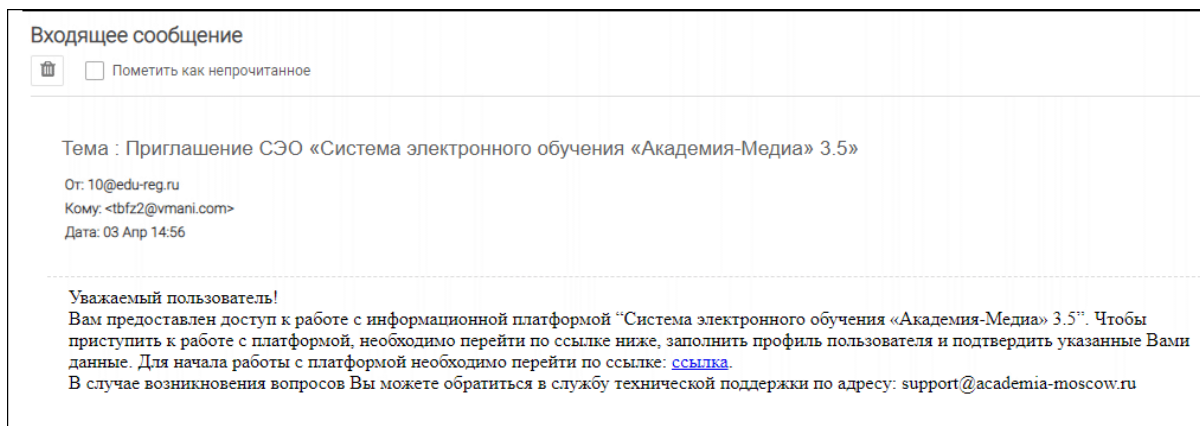 Входящее сообщение
Пометить как непрочитанное
Тема : Приглашение СЭО «Система электронного обучения «Академия-Медиа» 3.5»
От: 10@edu-reg.ru
Кому: <tbfz2@vmani.com>
Дата: 03 Апр 14:56
Уважаемый пользователь!
Вам предоставлен доступ к работе с информационной платформой “Система электронного обучения «Академия-Медиа» 3.5”. Чтобы
приступить к работе с платформой, необходимо перейти по ссылке ниже, заполнить профиль пользователя и подтвердить указанные Вами
данные. Для начала работы с платформой необходимо перейти по ссылке: ссылка.
В случае возникновения вопросов Вы можете обратиться в службу технической поддержки по адресу: support@academia-moscow.ru